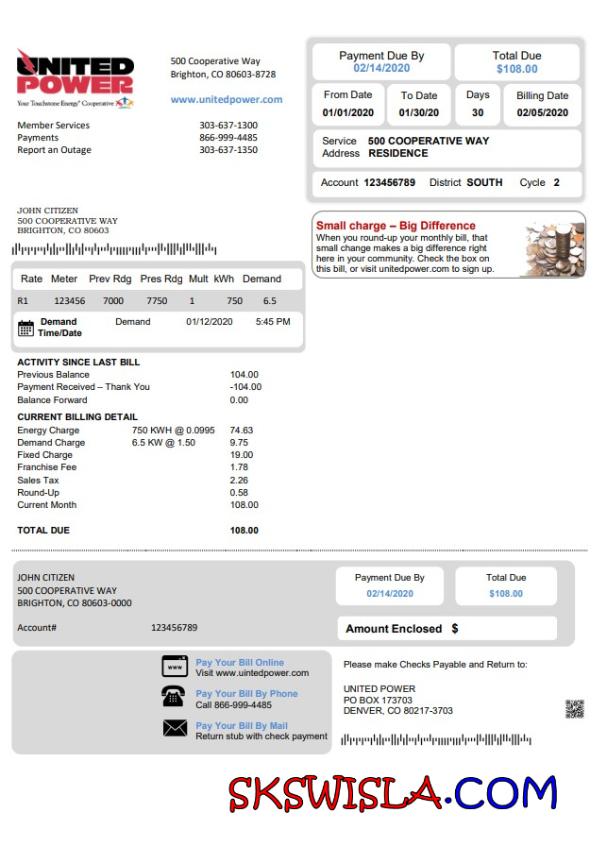 UNITED
POWER
Your Touchstone Energy® Cooperative
500 Cooperative Way
Brighton, CO 80603-8728
www.unitedpower.com
Member Services 303-637-1300
Payments 866-999-4485
Report an Outage 303-637-1350
Payment Due By Total Due
02/14/2020 $108.00
From Date To Date Days Billing Date
01/01/2020 01/30/20 30 02/05/2020
Service 500 COOPERATIVE WAY
Address RESIDENCE
Account 123456789 District SOUTH Cycle 2
JOHN CITIZEN
500 COOPERATIVE WAY
BRIGHTON, CO 80603
Small charge – Big Difference
When you round-up your monthly bill, that
small change makes a big difference right
here in your community. Check the box on
this bill, or visit unitedpower.com to sign up.
Rate Meter Prev Rdg Pres Rdg Mult kWh Demand
R1 123456 7000 7750 1 750 6.5
Demand Demand 01/12/2020 5:45 PM
Time/Date
ACTIVITY SINCE LAST BILL
Previous Balance 104.00
Payment Received – Thank You -104.00
Balance Forward 0.00
CURRENT BILLING DETAIL
Energy Charge 750 KWH @ 0.0995 74.63
Demand Charge 6.5 KW @ 1.50 9.75
Fixed Charge 19.00
Franchise Fee 1.78
Sales Tax 2.26
Round-Up 0.58
Current Month 108.00
TOTAL DUE 108.00
JOHN CITIZEN
500 COOPERATIVE WAY
BRIGHTON, CO 80603-0000
Account# 123456789
Payment Due By Total Due
02/14/2020 $108.00
Amount Enclosed $
www
Pay Your Bill Online
Visit www.uintedpower.com
Pay Your Bill By Phone
Call 866-999-4485
Pay Your Bill By Mail
Return stub with check payment
Please make Checks Payable and Return to:
UNITED POWER
PO BOX 173703
DENVER, CO 80217-3703
SKSWISLA.COM